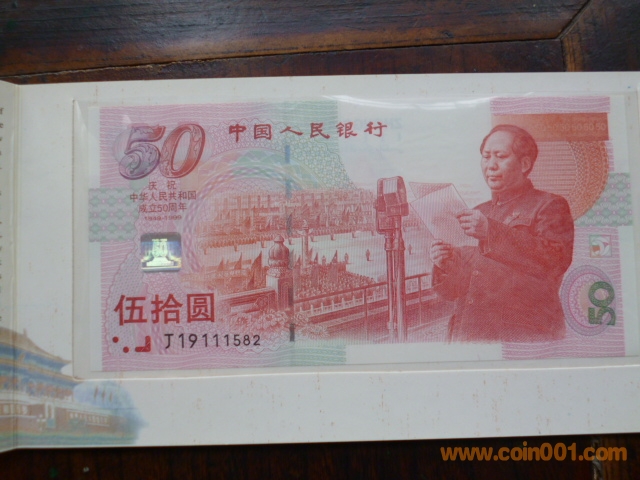 50
中国人民银行
庆祝
中华人民共和国
成立50周年
1949-1999
伍拾圆
J19111582
50
www.coin001.com